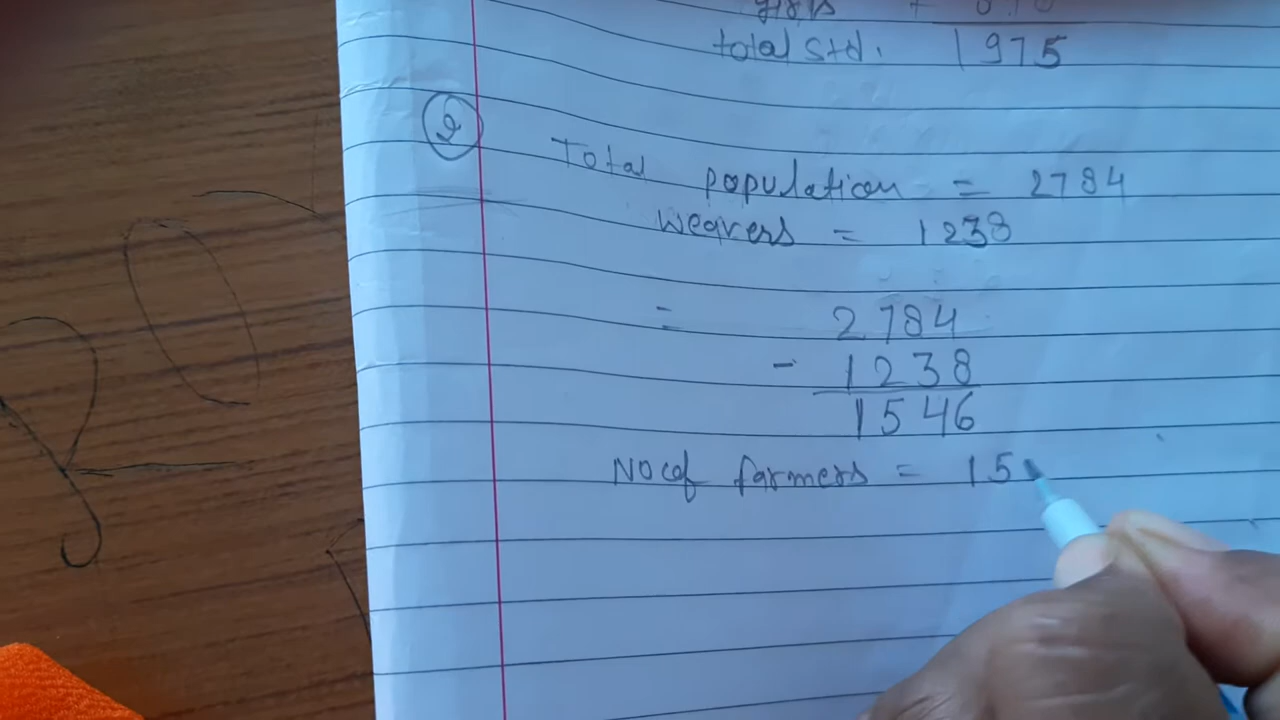 total std. 1975
2
Total population = 2784
weavers = 1238
= 2784
- 1238
1546
No of farmers = 15